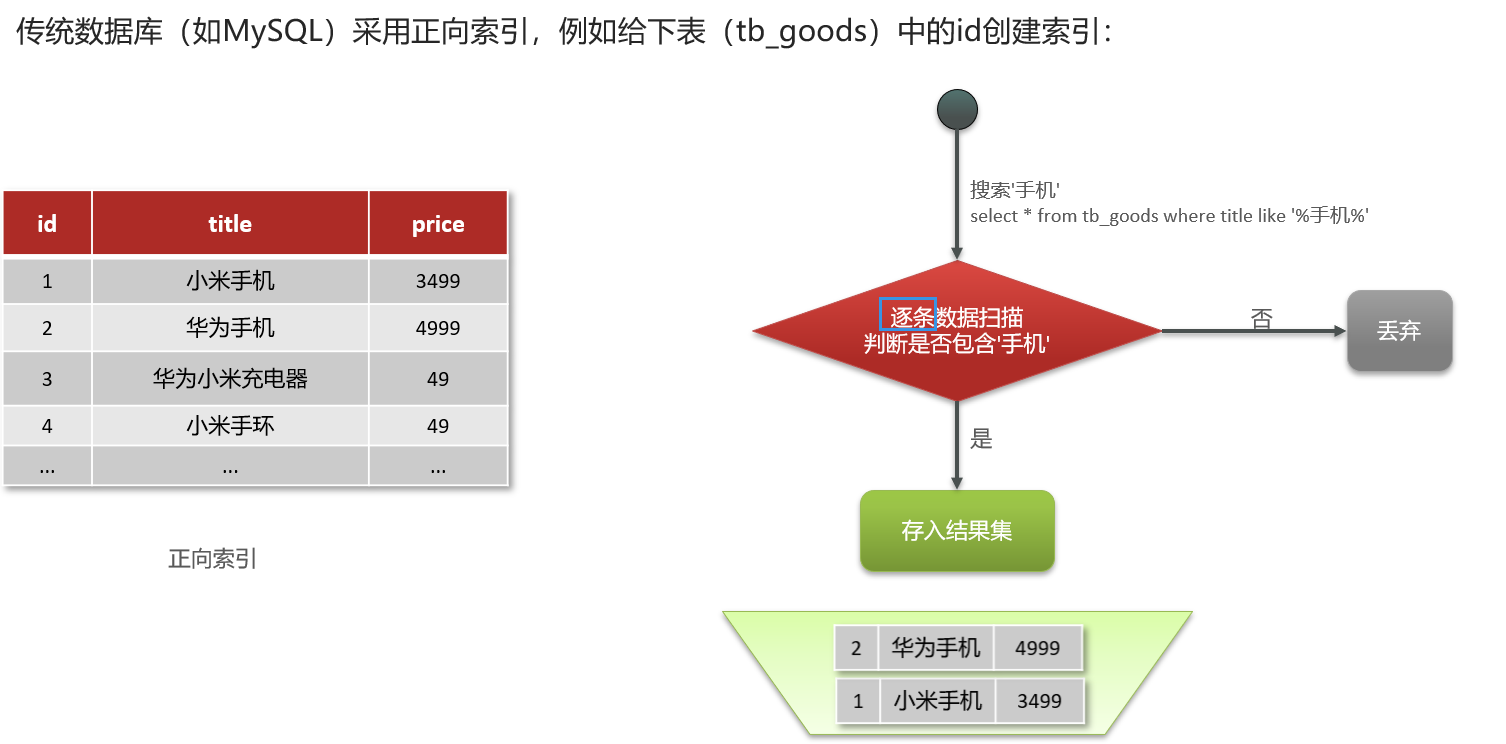 传统数据库（如MySQL）采用正向索引，例如给下表（tb_goods）中的id创建索引：
id title price
1 小米手机 3499
2 华为手机 4999
3 华为小米充电器 49
4 小米手环 49
... ... ...
正向索引
搜索'手机'
select * from tb_goods where title like '%手机%'
逐条数据扫描
判断是否包含'手机'
否
丢弃
是
存入结果集
2 华为手机 4999
1 小米手机 3499